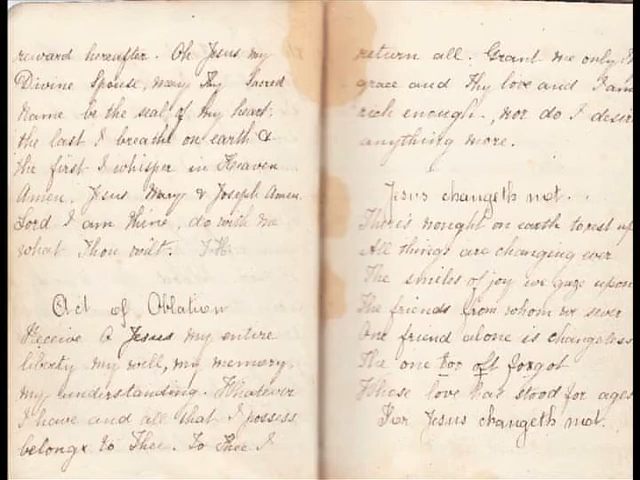 reward hereafter. Oh Jesus my
Divine Spouse, may Thy Sacred
Name be the seal of my heart,
the last I breathe on earth &
the first I whisper in Heaven
Amen. Jesus Mary & Joseph Amen.
Lord I am thine, do with me
what Thou wilt.
Act of Oblation
Receive O Jesus my entire
liberty my will, my memory,
my understanding. Whatever
I have and all that I possess
belongs to Thee. To Thee I
return all. Grant me only
grace and Thy love and I am
rich enough, nor do I desire
anything more.
Jesus changeth not.
There's nought on earth to rest
All things are changing ever
The smiles of joy we gaze upon
The friends from whom we sever
One friend alone is changeless
The one too oft forgot
Whose love has stood for ages
For Jesus changeth not.